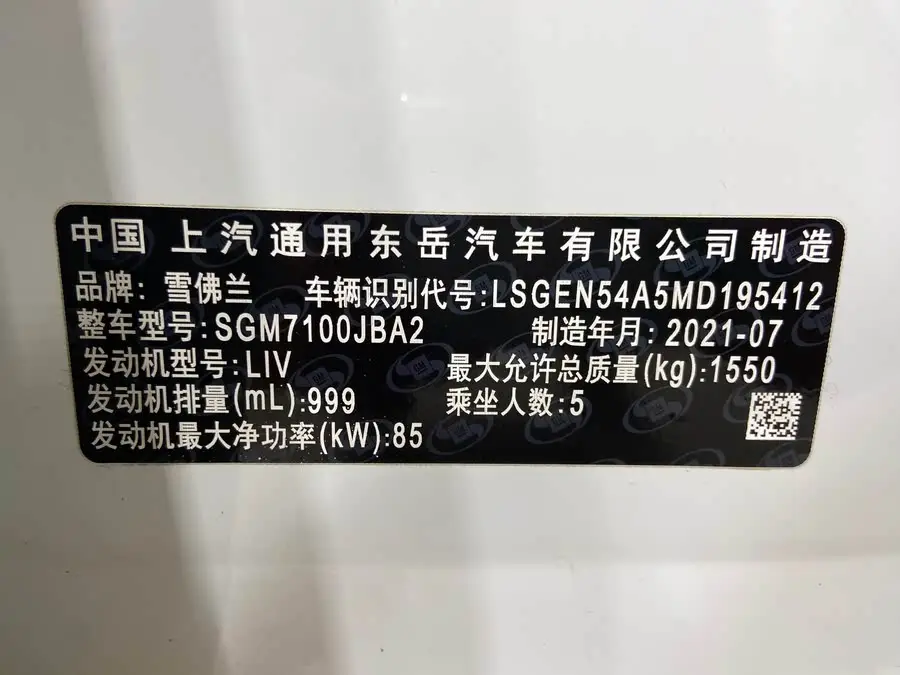 中国 上汽通用东岳汽车有限公司制造
品牌: 雪佛兰 车辆识别代号:LSGEN54A5MD195412
整车型号:SGM7100JBA2 制造年月: 2021-07
发动机型号:LIV 最大允许总质量(kg):1550
发动机排量(mL):999 乘坐人数:5
发动机最大净功率(kW):85